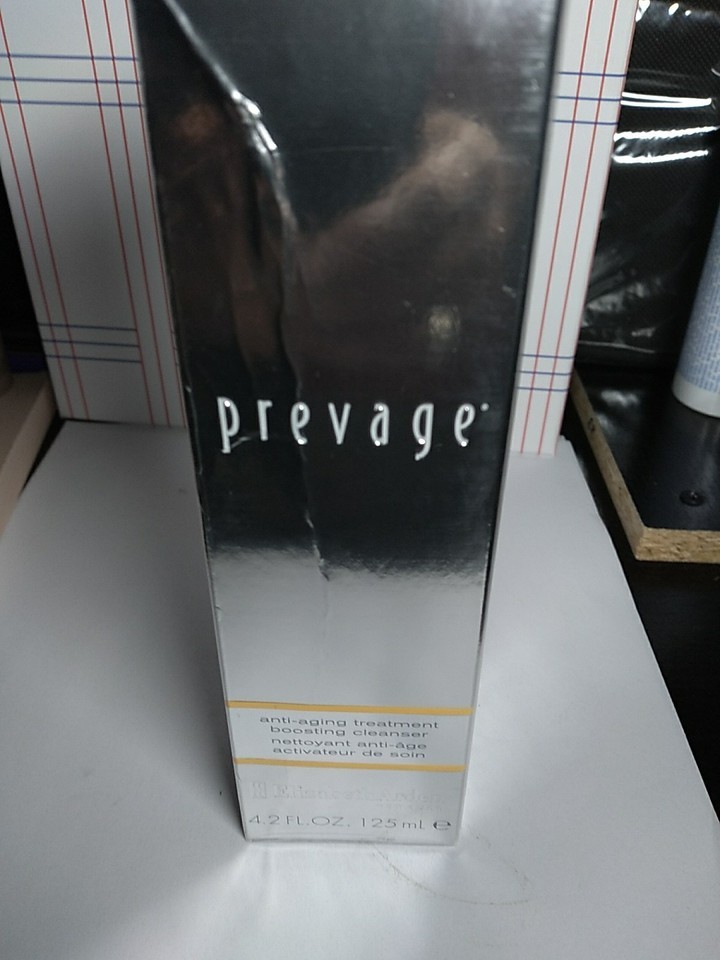 prevage
anti-aging treatment
boosting cleanser
nettoyant anti-âge
activateur de soin
4.2 FL.OZ. 125 mL ℮